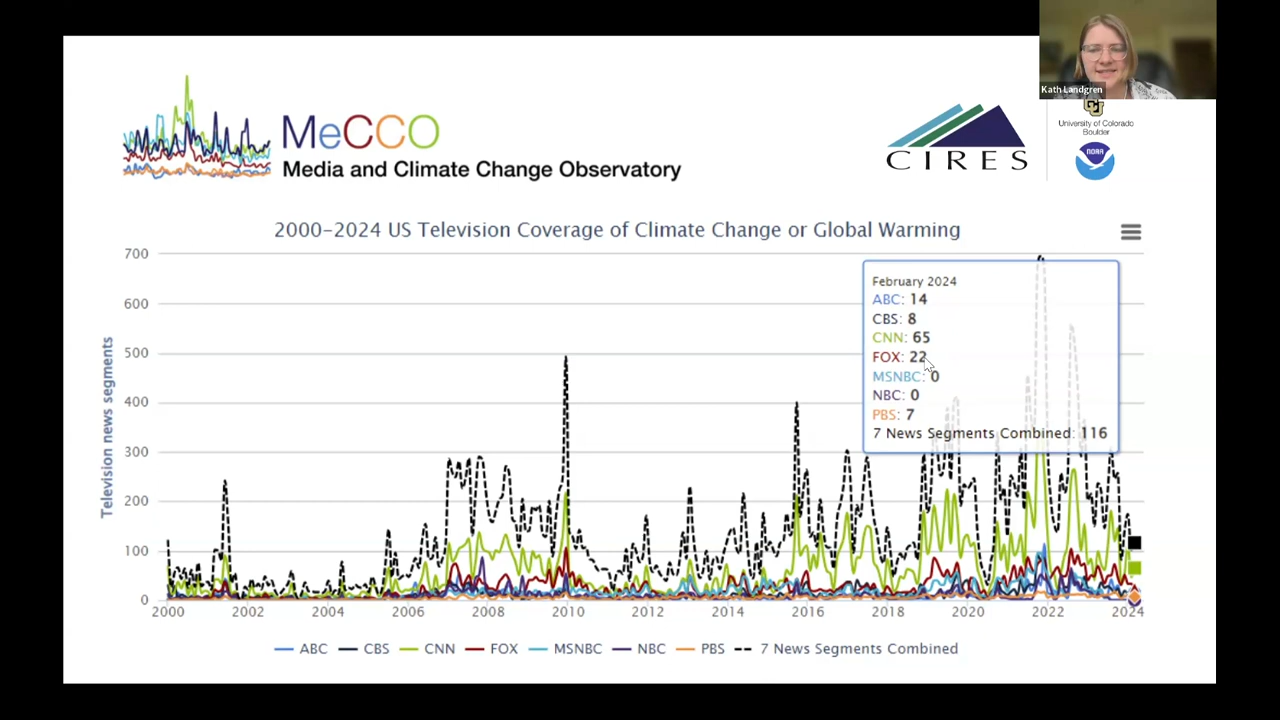 Kath Landgren
MeCCO
Media and Climate Change Observatory
CIRES
CU
University of Colorado
Boulder
NOAA
2000-2024 US Television Coverage of Climate Change or Global Warming
Television news segments
700
600
500
400
300
200
100
0
February 2024
ABC: 14
CBS: 8
CNN: 65
FOX: 22
MSNBC: 0
NBC: 0
PBS: 7
7 News Segments Combined: 116
2000 2002 2004 2006 2008 2010 2012 2014 2016 2018 2020 2022 2024
ABC CBS CNN FOX MSNBC NBC PBS 7 News Segments Combined